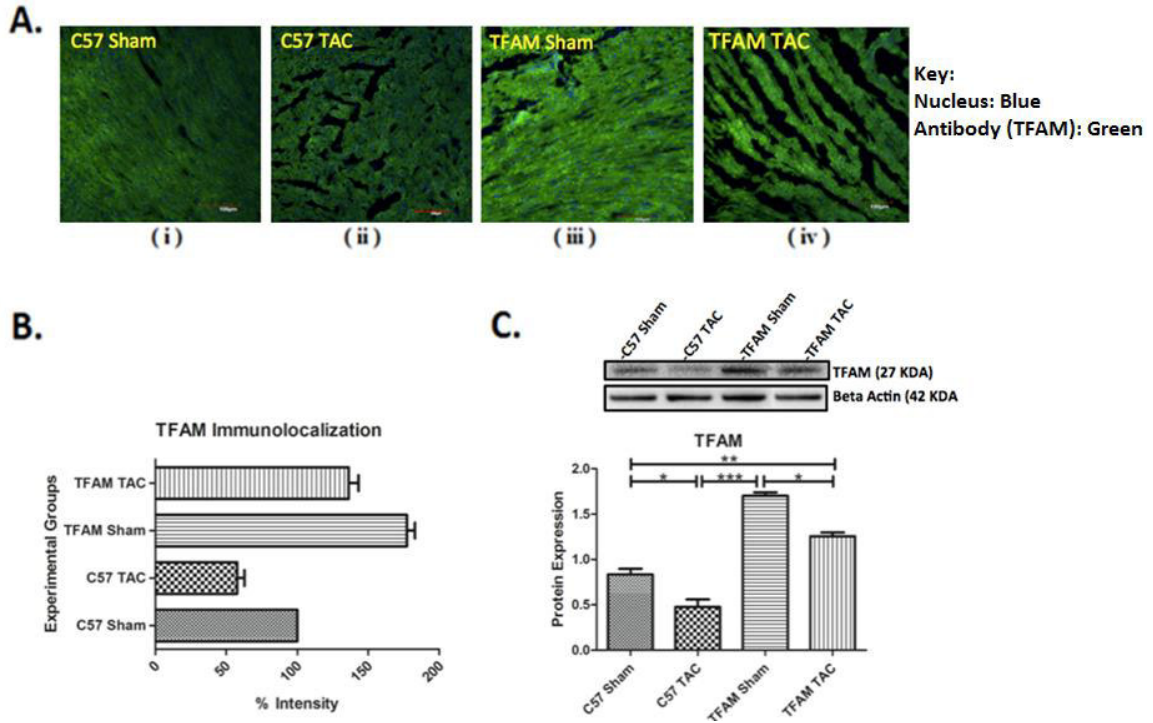 A.
C57 Sham
C57 TAC
TFAM Sham
TFAM TAC
Key:
Nucleus: Blue
Antibody (TFAM): Green
( i )
( ii )
( iii )
( iv )
B.
TFAM Immunolocalization
Experimental Groups
TFAM TAC
TFAM Sham
C57 TAC
C57 Sham
0
50
100
150
200
% Intensity
C.
-C57 Sham
-C57 TAC
-TFAM Sham
-TFAM TAC
TFAM (27 KDA)
Beta Actin (42 KDA
TFAM
**
*
***
*
Protein Expression
2.0
1.5
1.0
0.5
0.0
C57 Sham
C57 TAC
TFAM Sham
TFAM TAC